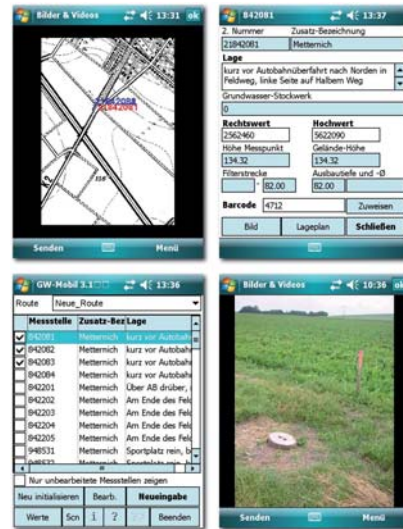 Bilder & Videos 13:31 ok
21842081
Senden Menü
842081 13:37
2. Nummer Zusatz-Bezeichnung
21842081 Metternich
Lage
kurz vor Autobahnüberfahrt nach Norden in
Feldweg, linke Seite auf Halbem Weg
Grundwasser-Stockwerk
0
Rechtswert Hochwert
2562460 5622090
Höhe Messpunkt Gelände-Höhe
134.32 134.32
Filterstrecke Ausbautiefe und -Ø
- 82.00 82.00
Barcode 4712 Zuweisen
Bild Lageplan Schließen
GW-Mobil 3.1 13:36
Route Neue_Route
Messstelle Zusatz-Bez Lage
842081 Metternich kurz vor Autobahn
842082 Metternich kurz vor Autobahn
842083 Metternich kurz vor Autobahn
842084 Metternich kurz vor Autobahn
842201 Metternich Über AB drüber,
842202 Metternich Am Ende des Feld
842203 Metternich Am Ende des Feld
842204 Metternich Am Ende des Feld
842205 Metternich Am Ende des Feld
948531 Metternich Sportplatz rein, b
Nur unbearbeitete Messstellen zeigen
Neu initialisieren Bearb. Neueingabe
Werte Scn i ? Beenden
Bilder & Videos 10:36 ok
Senden Menü